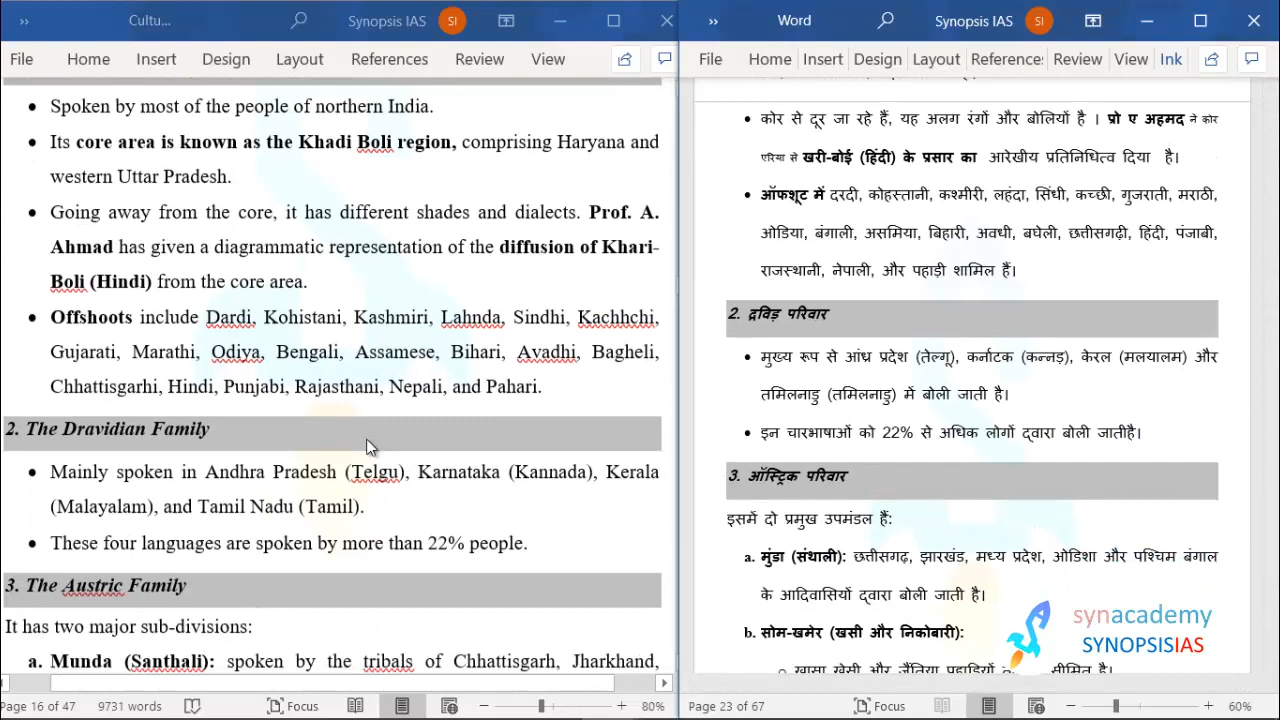 Cultu...
Synopsis IAS
SI
File Home Insert Design Layout References Review View
Spoken by most of the people of northern India.
Its core area is known as the Khadi Boli region, comprising Haryana and
western Uttar Pradesh.
Going away from the core, it has different shades and dialects. Prof. A.
Ahmad has given a diagrammatic representation of the diffusion of Khari-
Boli (Hindi) from the core area.
Offshoots include Dardi, Kohistani, Kashmiri, Lahnda, Sindhi, Kachhchi,
Gujarati, Marathi, Odiya, Bengali, Assamese, Bihari, Avadhi, Bagheli,
Chhattisgarhi, Hindi, Punjabi, Rajasthani, Nepali, and Pahari.
2. The Dravidian Family
Mainly spoken in Andhra Pradesh (Telgu), Karnataka (Kannada), Kerala
(Malayalam), and Tamil Nadu (Tamil).
These four languages are spoken by more than 22% people.
3. The Austric Family
It has two major sub-divisions:
a. Munda (Santhali): spoken by the tribals of Chhattisgarh, Jharkhand,
Page 16 of 47 9731 words Focus 80%
Word
Synopsis IAS
SI
File Home Insert Design Layout Reference: Review View Ink
कोर से दूर जा रहे हैं, यह अलग रंगों और बोलियों है । प्रो ए अहमद ने कोर
एरिया से खरी-बोई (हिंदी) के प्रसार का आरेखीय प्रतिनिधित्व दिया है।
ऑफशूट में दरदी, कोहस्तानी, कश्मीरी, लहंदा, सिंधी, कच्छी, गुजराती, मराठी,
ओडिया, बंगाली, असमिया, बिहारी, अवधी, बघेली, छत्तीसगढ़ी, हिंदी, पंजाबी,
राजस्थानी, नेपाली, और पहाड़ी शामिल हैं।
2. द्रविड़ परिवार
मुख्य रूप से आंध्र प्रदेश (तेल्गू), कर्नाटक (कन्नड़), केरल (मलयालम) और
तमिलनाडु (तमिलनाडु) में बोली जाती है।
इन चारभाषाओं को 22% से अधिक लोगों द्वारा बोली जातीहै।
3. ऑस्ट्रिक परिवार
इसमें दो प्रमुख उपमंडल हैं:
a. मुंडा (संथाली): छत्तीसगढ़, झारखंड, मध्य प्रदेश, ओडिशा और पश्चिम बंगाल
के आदिवासियों द्वारा बोली जाती है।
b. सोम-खमेर (खसी और निकोबारी):
synacademy
SYNOPSISIAS
Page 23 of 67 Focus 60%